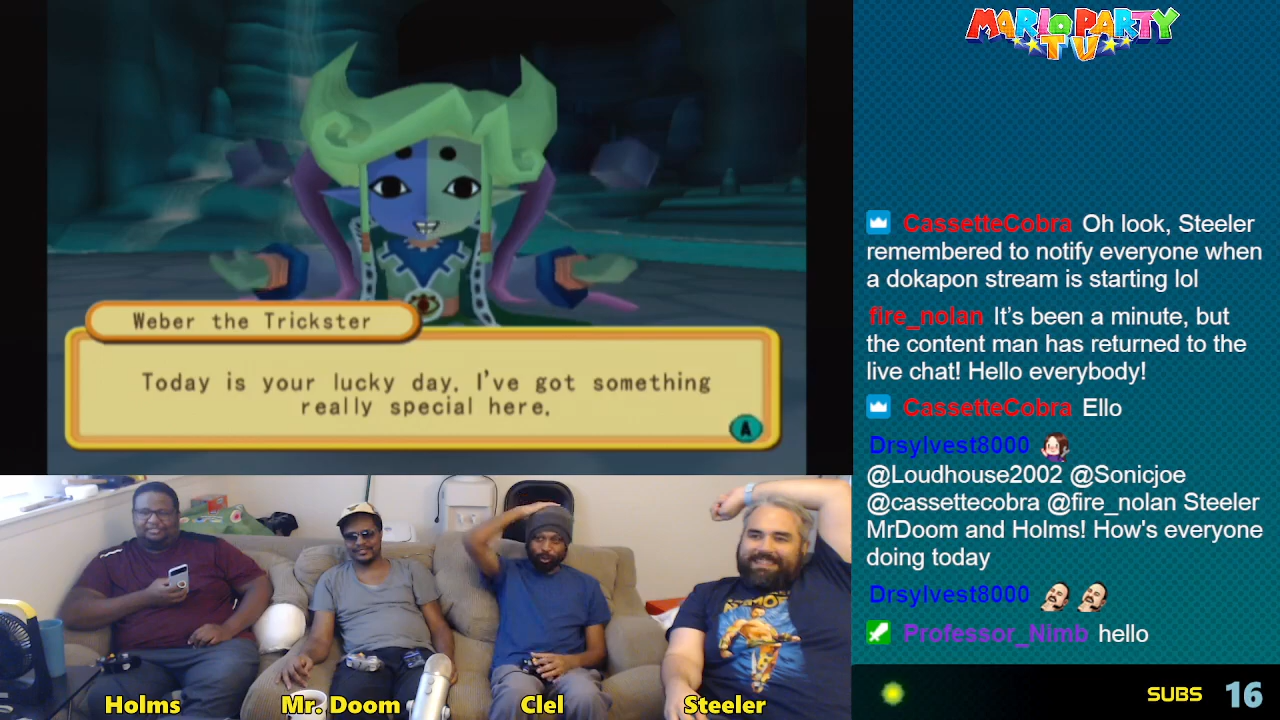 MARIO PARTY
TV
Weber the Trickster
Today is your lucky day. I've got something
really special here.
A
CassetteCobra Oh look, Steeler
remembered to notify everyone when
a dokapon stream is starting lol
fire_nolan It's been a minute, but
the content man has returned to the
live chat! Hello everybody!
CassetteCobra Ello
Drsylvest8000
@Loudhouse2002 @Sonicjoe
@cassettecobra @fire_nolan Steeler
MrDoom and Holms! How's everyone
doing today
Drsylvest8000
Professor_Nimb hello
Holms
Mr. Doom
Clel
Steeler
SUBS 16